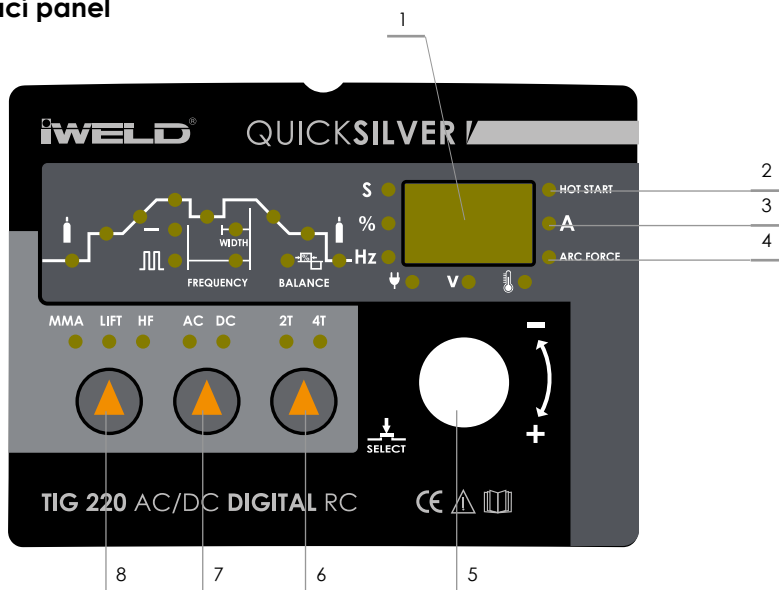 ací panel
1
iWELD® QUICKSILVER
S HOT START 2
% A 3
Hz ARC FORCE 4
WIDTH
FREQUENCY BALANCE
V
MMA LIFT HF AC DC 2T 4T
-
+
SELECT
TIG 220 AC/DC DIGITAL RC CE
8 7 6 5